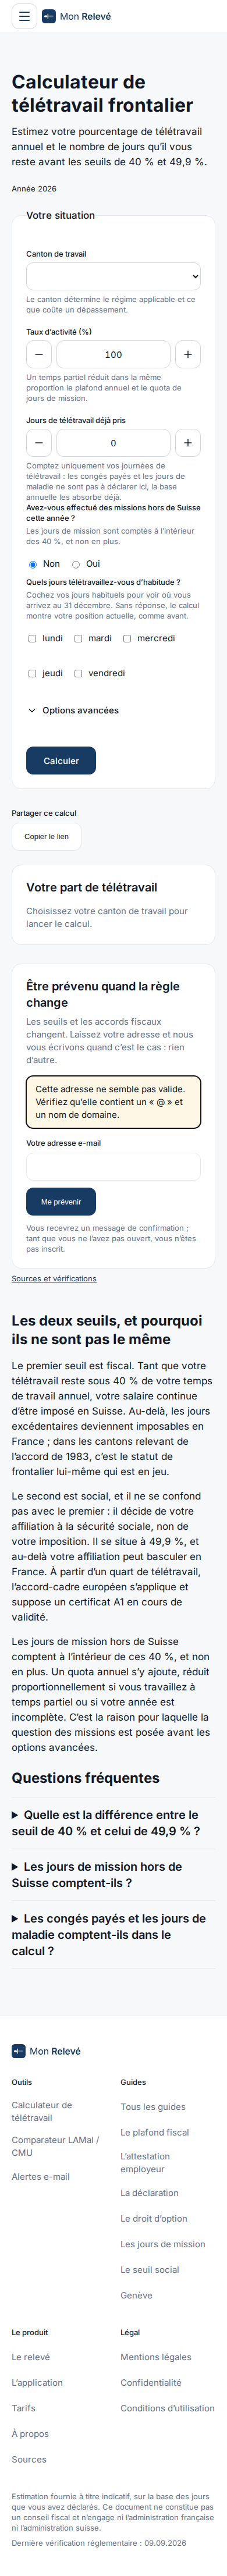 Mon Relevé
Calculateur de
télétravail frontalier
Estimez votre pourcentage de télétravail
annuel et le nombre de jours qu'il vous
reste avant les seuils de 40 % et 49,9 %.
Année 2026
Votre situation
Canton de travail
Le canton détermine le régime applicable et ce
que coûte un dépassement.
Taux d'activité (%)
100
Un temps partiel réduit dans la même
proportion le plafond annuel et le quota de
jours de mission.
Jours de télétravail déjà pris
0
Comptez uniquement vos journées de
télétravail : les congés payés et les jours de
maladie ne sont pas à déclarer ici, la base
annuelle les absorbe déjà.
Avez-vous effectué des missions hors de Suisse
cette année ?
Les jours de mission sont comptés à l'intérieur
des 40 %, et non en plus.
Non Oui
Quels jours télétravaillez-vous d'habitude ?
Cochez vos jours habituels pour voir où vous
arrivez au 31 décembre. Sans réponse, le calcul
montre votre position actuelle, comme avant.
lundi mardi mercredi
jeudi vendredi
Options avancées
Calculer
Partager ce calcul
Copier le lien
Votre part de télétravail
Choisissez votre canton de travail pour
lancer le calcul.
Être prévenu quand la règle
change
Les seuils et les accords fiscaux
changent. Laissez votre adresse et nous
vous écrivons quand c'est le cas : rien
d'autre.
Cette adresse ne semble pas valide.
Vérifiez qu'elle contient un « @ » et
un nom de domaine.
Votre adresse e-mail
Me prévenir
Vous recevrez un message de confirmation ;
tant que vous ne l'avez pas ouvert, vous n'êtes
pas inscrit.
Sources et vérifications
Les deux seuils, et pourquoi
ils ne sont pas le même
Le premier seuil est fiscal. Tant que votre
télétravail reste sous 40 % de votre temps
de travail annuel, votre salaire continue
d'être imposé en Suisse. Au-delà, les jours
excédentaires deviennent imposables en
France ; dans les cantons relevant de
l'accord de 1983, c'est le statut de
frontalier lui-même qui est en jeu.
Le second est social, et il ne se confond
pas avec le premier : il décide de votre
affiliation à la sécurité sociale, non de
votre imposition. Il se situe à 49,9 %, et
au-delà votre affiliation peut basculer en
France. À partir d'un quart de télétravail,
l'accord-cadre européen s'applique et
suppose un certificat A1 en cours de
validité.
Les jours de mission hors de Suisse
comptent à l'intérieur de ces 40 %, et non
en plus. Un quota annuel s'y ajoute, réduit
proportionnellement si vous travaillez à
temps partiel ou si votre année est
incomplète. C'est la raison pour laquelle la
question des missions est posée avant les
options avancées.
Questions fréquentes
Quelle est la différence entre le
seuil de 40 % et celui de 49,9 % ?
Les jours de mission hors de
Suisse comptent-ils ?
Les congés payés et les jours de
maladie comptent-ils dans le
calcul ?
Mon Relevé
Outils
Calculateur de
télétravail
Comparateur LAMal /
CMU
Alertes e-mail
Guides
Tous les guides
Le plafond fiscal
L'attestation
employeur
La déclaration
Le droit d'option
Les jours de mission
Le seuil social
Genève
Le produit
Le relevé
L'application
Tarifs
À propos
Sources
Légal
Mentions légales
Confidentialité
Conditions d'utilisation
Estimation fournie à titre indicatif, sur la base des jours
que vous avez déclarés. Ce document ne constitue pas
un conseil fiscal et n'engage ni l'administration française
ni l'administration suisse.
Dernière vérification réglementaire : 09.09.2026